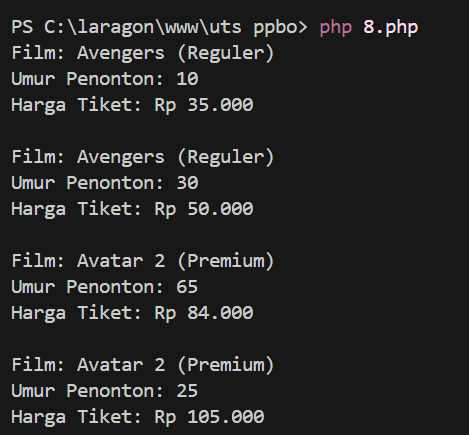 PS C:\laragon\www\uts ppbo> php 8.php
Film: Avengers (Reguler)
Umur Penonton: 10
Harga Tiket: Rp 35.000
Film: Avengers (Reguler)
Umur Penonton: 30
Harga Tiket: Rp 50.000
Film: Avatar 2 (Premium)
Umur Penonton: 65
Harga Tiket: Rp 84.000
Film: Avatar 2 (Premium)
Umur Penonton: 25
Harga Tiket: Rp 105.000